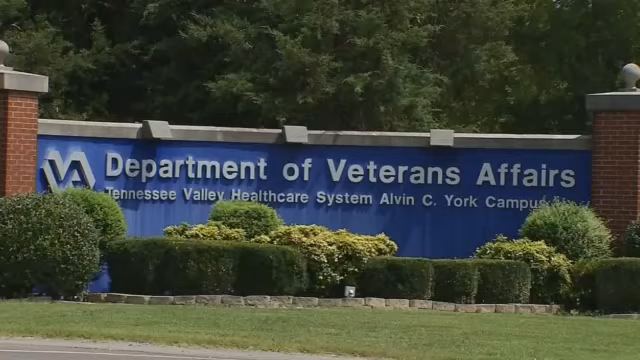 VA Department of Veterans Affairs
Tennessee Valley Healthcare System Alvin C. York Campus